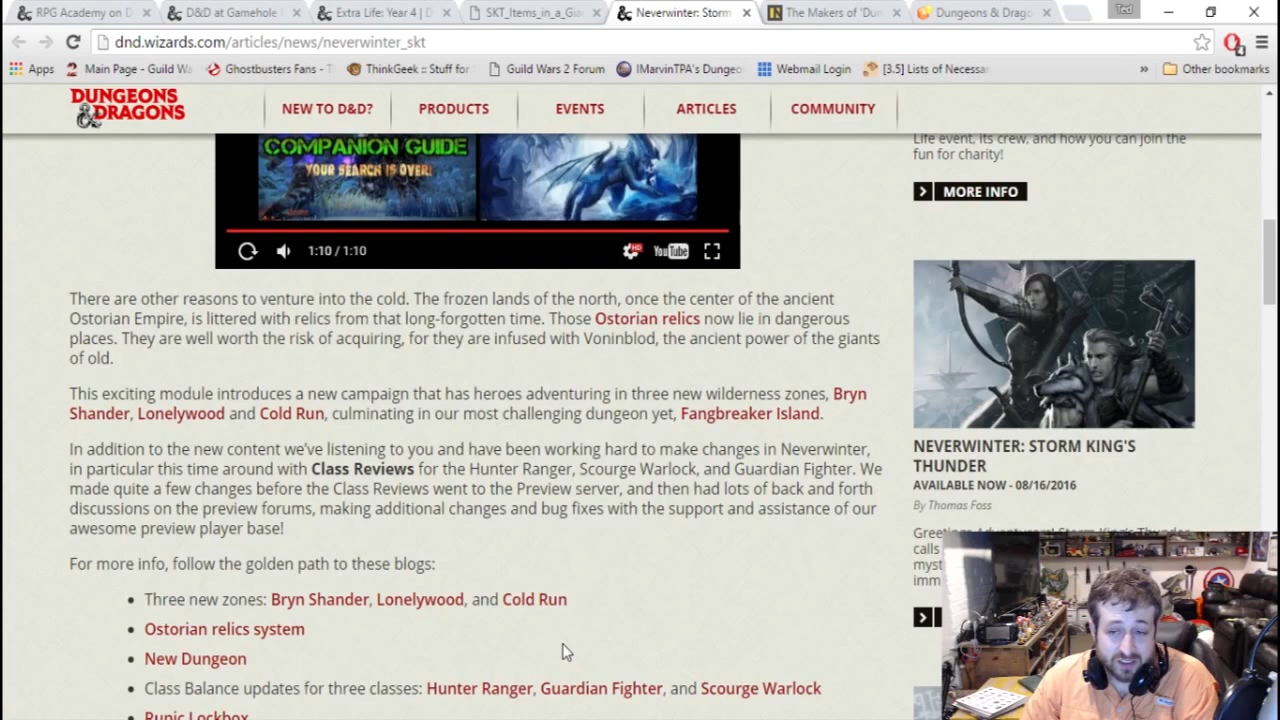 RPG Academy on D
D&D at Gamehole
Extra Life: Year 4 | D
SKT_Items_in_a_Gia
Neverwinter: Storm
The Makers of 'Dun
Dungeons & Drago
Ted
dnd.wizards.com/articles/news/neverwinter_skt
Apps
Main Page - Guild Wa
Ghostbusters Fans - T
ThinkGeek :: Stuff for
Guild Wars 2 Forum
IMarvinTPA's Dungeo
Webmail Login
[3.5] Lists of Necessa
»
Other bookmarks
DUNGEONS
& DRAGONS
NEW TO D&D?
PRODUCTS
EVENTS
ARTICLES
COMMUNITY
COMPANION GUIDE
YOUR SEARCH IS OVER!
1:10 / 1:10
HD
YouTube
There are other reasons to venture into the cold. The frozen lands of the north, once the center of the ancient
Ostorian Empire, is littered with relics from that long-forgotten time. Those Ostorian relics now lie in dangerous
places. They are well worth the risk of acquiring, for they are infused with Voninblod, the ancient power of the giants
of old.
This exciting module introduces a new campaign that has heroes adventuring in three new wilderness zones, Bryn
Shander, Lonelywood and Cold Run, culminating in our most challenging dungeon yet, Fangbreaker Island.
In addition to the new content we've listening to you and have been working hard to make changes in Neverwinter,
in particular this time around with Class Reviews for the Hunter Ranger, Scourge Warlock, and Guardian Fighter. We
made quite a few changes before the Class Reviews went to the Preview server, and then had lots of back and forth
discussions on the preview forums, making additional changes and bug fixes with the support and assistance of our
awesome preview player base!
For more info, follow the golden path to these blogs:
• Three new zones: Bryn Shander, Lonelywood, and Cold Run
• Ostorian relics system
• New Dungeon
• Class Balance updates for three classes: Hunter Ranger, Guardian Fighter, and Scourge Warlock
Runic Lockbox
Life event, its crew, and how you can join the
fun for charity!
MORE INFO
NEVERWINTER: STORM KING'S
THUNDER
AVAILABLE NOW - 08/16/2016
By Thomas Foss
Greetings Adventurers! Storm King's Thunder
calls
myst
imm